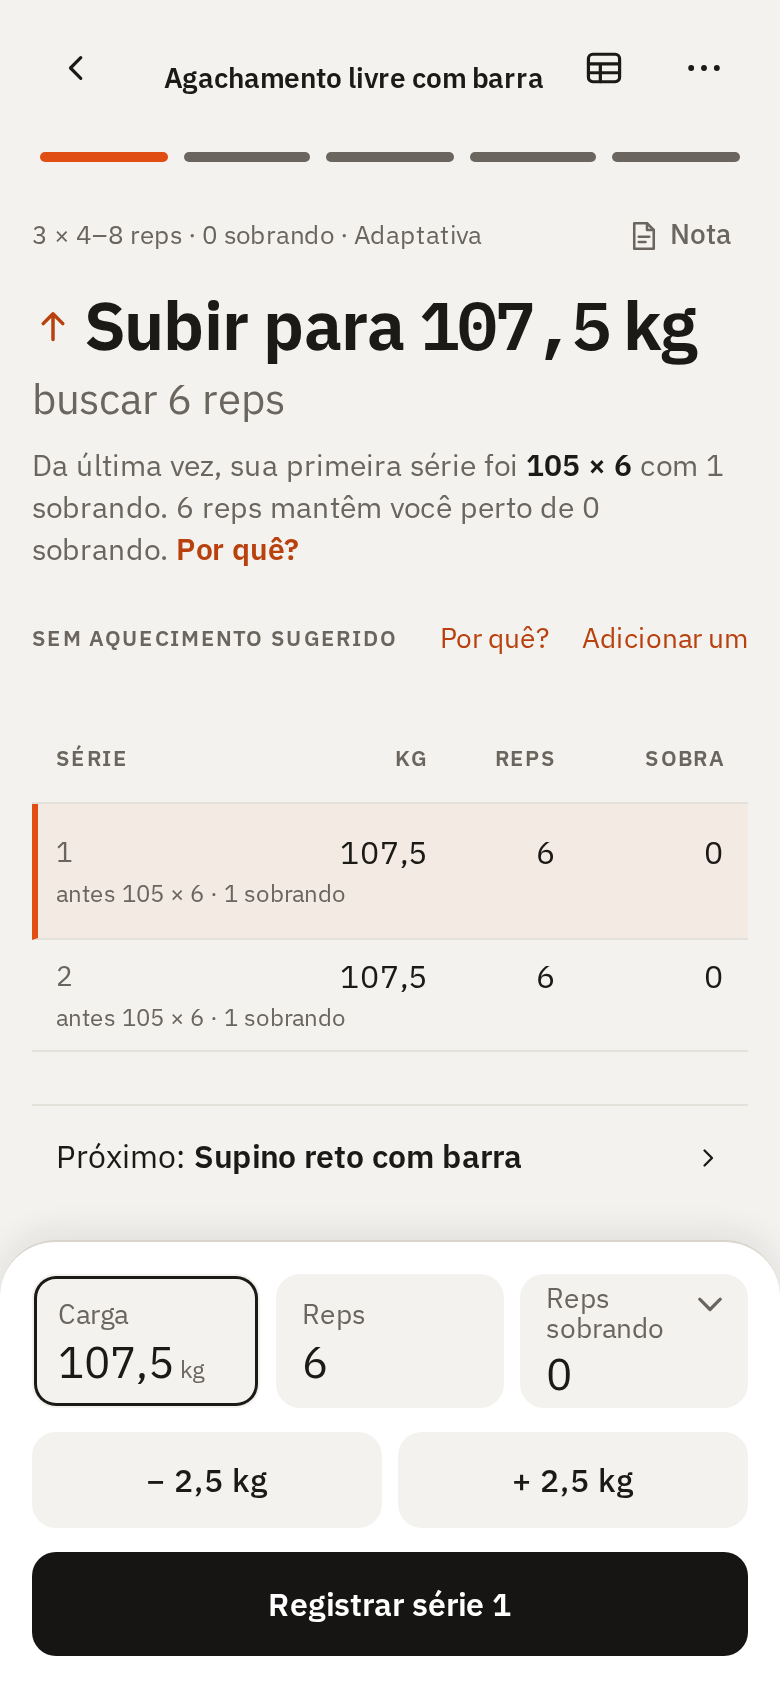 Agachamento livre com barra
3 × 4–8 reps · 0 sobrando · Adaptativa
Nota
↑ Subir para 107,5 kg
buscar 6 reps
Da última vez, sua primeira série foi 105 × 6 com 1
sobrando. 6 reps mantêm você perto de 0
sobrando. Por quê?
SEM AQUECIMENTO SUGERIDO Por quê? Adicionar um
SÉRIE KG REPS SOBRA
1 107,5 6 0
antes 105 × 6 · 1 sobrando
2 107,5 6 0
antes 105 × 6 · 1 sobrando
Próximo: Supino reto com barra
Carga
107,5 kg
Reps
6
Reps
sobrando
0
− 2,5 kg
+ 2,5 kg
Registrar série 1